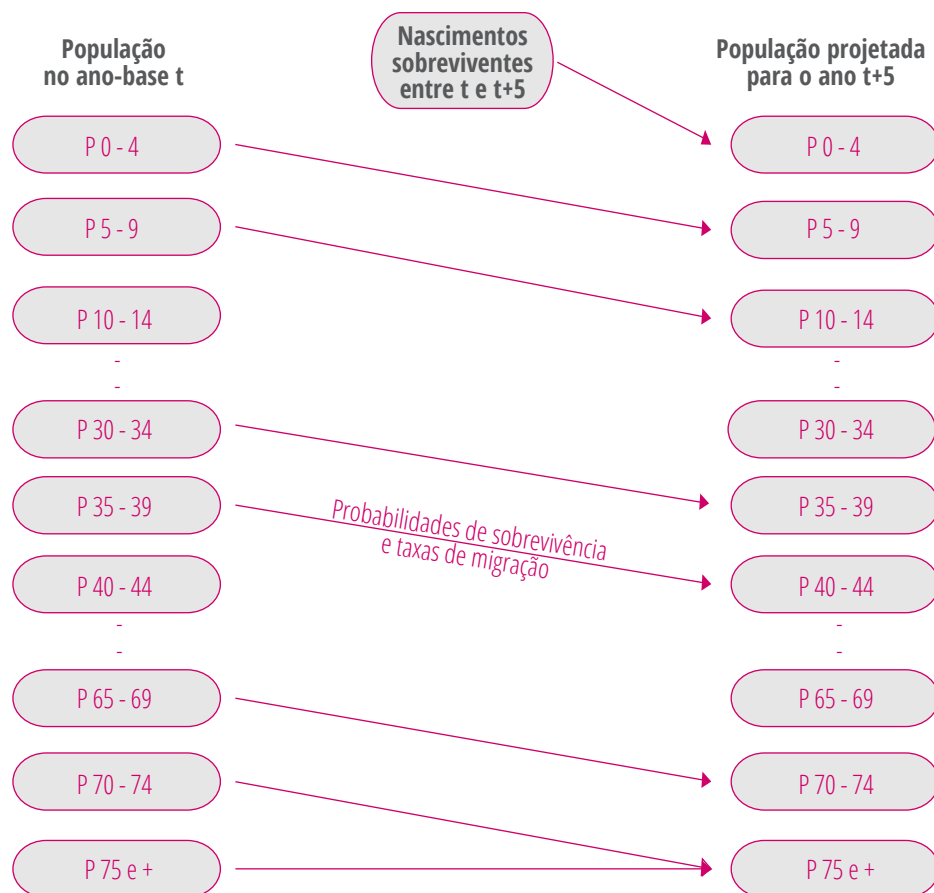 População
no ano-base t
Nascimentos
sobreviventes
entre t e t+5
População projetada
para o ano t+5
P 0 - 4
P 0 - 4
P 5 - 9
P 5 - 9
P 10 - 14
P 10 - 14
-
-
-
-
P 30 - 34
P 30 - 34
P 35 - 39
P 35 - 39
Probabilidades de sobrevivência
e taxas de migração
P 40 - 44
P 40 - 44
-
-
-
-
P 65 - 69
P 65 - 69
P 70 - 74
P 70 - 74
P 75 e +
P 75 e +